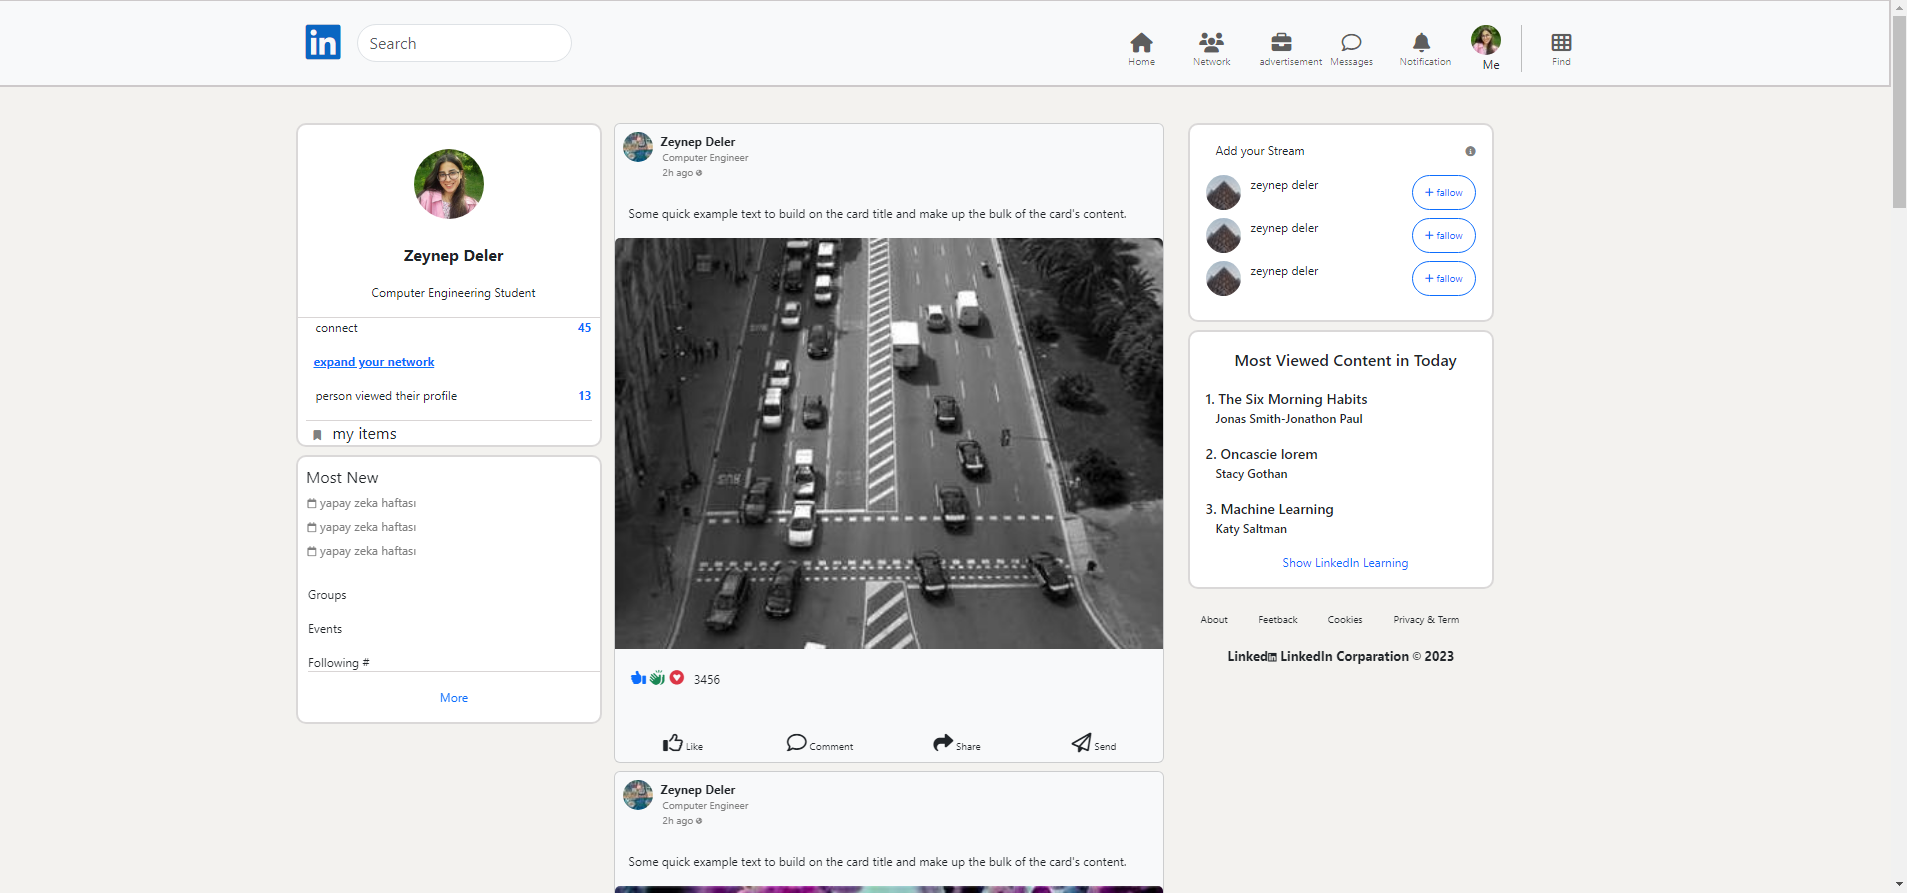 in
Search
Home
Network
advertisement
Messages
Notification
Me
Find
Zeynep Deler
Computer Engineering Student
connect 45
expand your network
person viewed their profile 13
my items
Most New
yapay zeka haftası
yapay zeka haftası
yapay zeka haftası
Groups
Events
Following #
More
Zeynep Deler
Computer Engineer
2h ago
Some quick example text to build on the card title and make up the bulk of the card's content.
BUS BUS
3456
Like
Comment
Share
Send
Zeynep Deler
Computer Engineer
2h ago
Some quick example text to build on the card title and make up the bulk of the card's content.
Add your Stream
zeynep deler
+ fallow
zeynep deler
+ fallow
zeynep deler
+ fallow
Most Viewed Content in Today
1. The Six Morning Habits
Jonas Smith-Jonathon Paul
2. Oncascie lorem
Stacy Gothan
3. Machine Learning
Katy Saltman
Show LinkedIn Learning
About
Feetback
Cookies
Privacy & Term
Linkedin LinkedIn Corparation © 2023